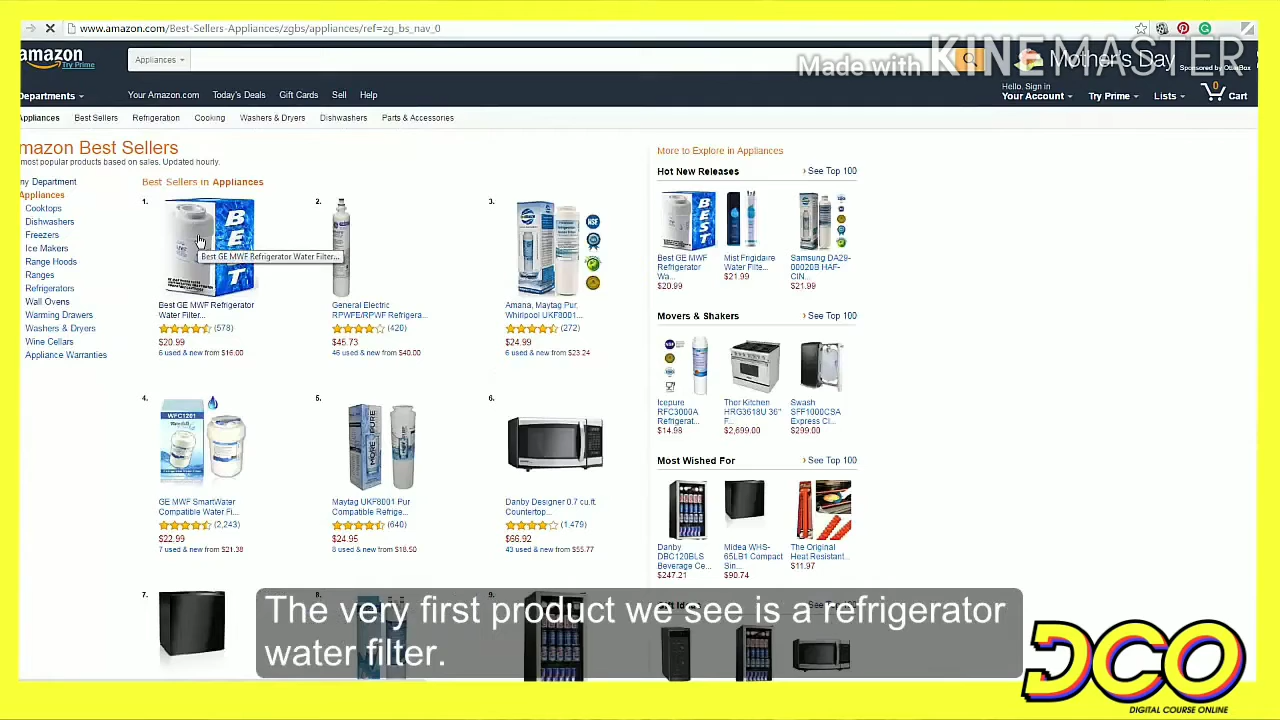 www.amazon.com/Best-Sellers-Appliances/zgbs/appliances/ref=zg_bs_nav_0
amazon
Try Prime
Appliances
Made with KINEMASTER
Mother's Day
Sponsored by OtterBox
Departments
Your Amazon.com Today's Deals Gift Cards Sell Help
Hello. Sign in
Your Account Try Prime Lists 0 Cart
Appliances Best Sellers Refrigeration Cooking Washers & Dryers Dishwashers Parts & Accessories
mazon Best Sellers
most popular products based on sales. Updated hourly.
ny Department
Appliances
Cooktops
Dishwashers
Freezers
Ice Makers
Range Hoods
Ranges
Refrigerators
Wall Ovens
Warming Drawers
Washers & Dryers
Wine Cellars
Appliance Warranties
Best Sellers in Appliances
1.
BEST
Best GE MWF Refrigerator Water Filter...
Best GE MWF Refrigerator
Water Filter...
(578)
$20.99
6 used & new from $16.00
2.
General Electric
RPWFE/RPWF Refrigera...
(420)
$45.73
46 used & new from $40.00
3.
NSF
Amana, Maytag Pur,
Whirlpool UKF8001...
(272)
$24.99
6 used & new from $23.24
4.
WFC1201
GE MWF SmartWater
Compatible Water Fi...
(2,243)
$22.99
7 used & new from $21.38
5.
MORE PURE
Maytag UKF8001 Pur
Compatible Refrige...
(640)
$24.95
8 used & new from $18.50
6.
Danby Designer 0.7 cu.ft.
Countertop...
(1,479)
$66.92
43 used & new from $55.77
7.
9.
More to Explore in Appliances
Hot New Releases › See Top 100
BEST
Best GE MWF
Refrigerator
Wa...
$20.99
Mist Frigidaire
Water Filte...
$21.99
Samsung DA29-
00020B HAF-
CIN...
$21.99
Movers & Shakers › See Top 100
Icepure
RFC3000A
Refrigerat...
$14.98
Thor Kitchen
HRG3618U 36"
F...
$2,699.00
Swash
SFF1000CSA
Express Cl...
$299.00
Most Wished For › See Top 100
Danby
DBC120BLS
Beverage Ce...
$247.21
Midea WHS-
65LB1 Compact
Sin...
$90.74
The Original
Heat Resistant...
$11.97
The very first product we see is a refrigerator
water filter.
DCO
DIGITAL COURSE ONLINE